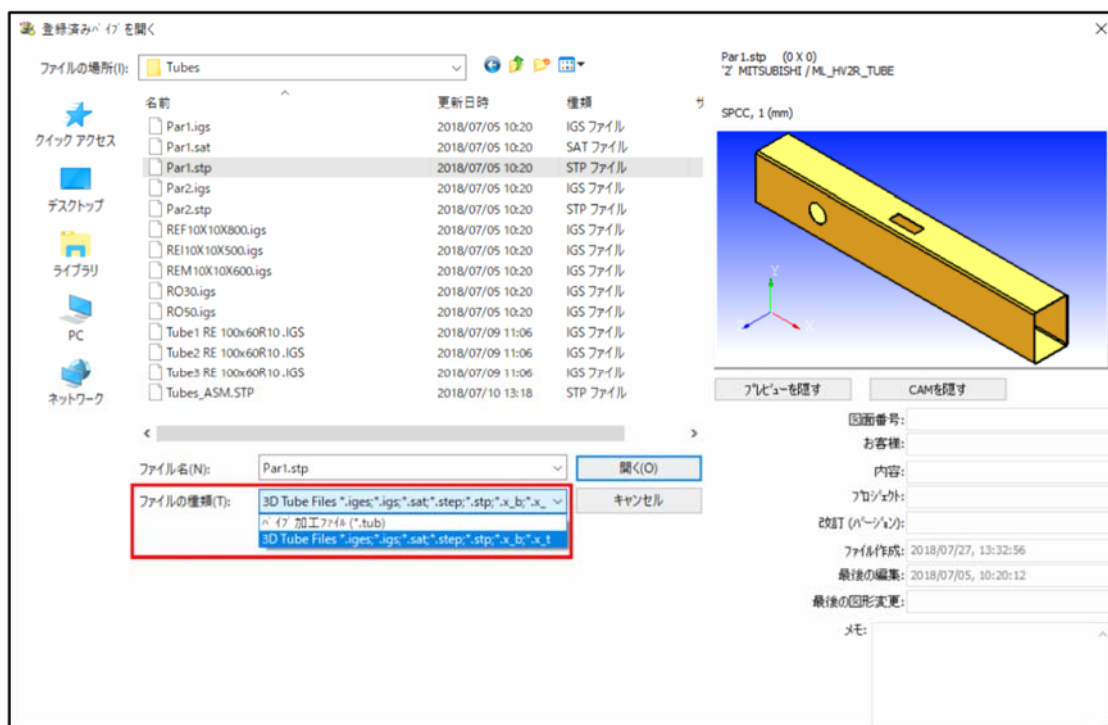 登録済みﾊﾟｲﾌﾟを開く
ファイルの場所(I):
Tubes
クイック アクセス
デスクトップ
ライブラリ
PC
ネットワーク
名前 更新日時 種類 サ
Par1.igs 2018/07/05 10:20 IGS ファイル
Par1.sat 2018/07/05 10:20 SAT ファイル
Par1.stp 2018/07/05 10:20 STP ファイル
Par2.igs 2018/07/05 10:20 IGS ファイル
Par2.stp 2018/07/05 10:20 STP ファイル
REF10X10X800.igs 2018/07/05 10:20 IGS ファイル
REI10X10X500.igs 2018/07/05 10:20 IGS ファイル
REM10X10X600.igs 2018/07/05 10:20 IGS ファイル
RO30.igs 2018/07/05 10:20 IGS ファイル
RO50.igs 2018/07/05 10:20 IGS ファイル
Tube1 RE 100x60R10 .IGS 2018/07/09 11:06 IGS ファイル
Tube2 RE 100x60R10 .IGS 2018/07/09 11:06 IGS ファイル
Tube3 RE 100x60R10 .IGS 2018/07/09 11:06 IGS ファイル
Tubes_ASM.STP 2018/07/10 13:18 STP ファイル
ファイル名(N): Par1.stp 開く(O)
ファイルの種類(T): 3D Tube Files *.iges;*.igs;*.sat;*.step;*.stp;*.x_b;*.x_ キャンセル
ﾊﾟｲﾌﾟ加工ﾌｧｲﾙ (*.tub)
3D Tube Files *.iges;*.igs;*.sat;*.step;*.stp;*.x_b;*.x_t
Par1.stp (0 X 0)
'2' MITSUBISHI / ML_HV2R_TUBE
SPCC, 1 (mm)
Y
Z X
ﾌﾟﾚﾋﾞｭｰを隠す CAMを隠す
図面番号:
お客様:
内容:
ﾌﾟﾛｼﾞｪｸﾄ:
改訂 (ﾊﾞｰｼﾞｮﾝ):
ﾌｧｲﾙ作成: 2018/07/27, 13:32:56
最後の編集: 2018/07/05, 10:20:12
最後の図形変更:
ﾒﾓ: